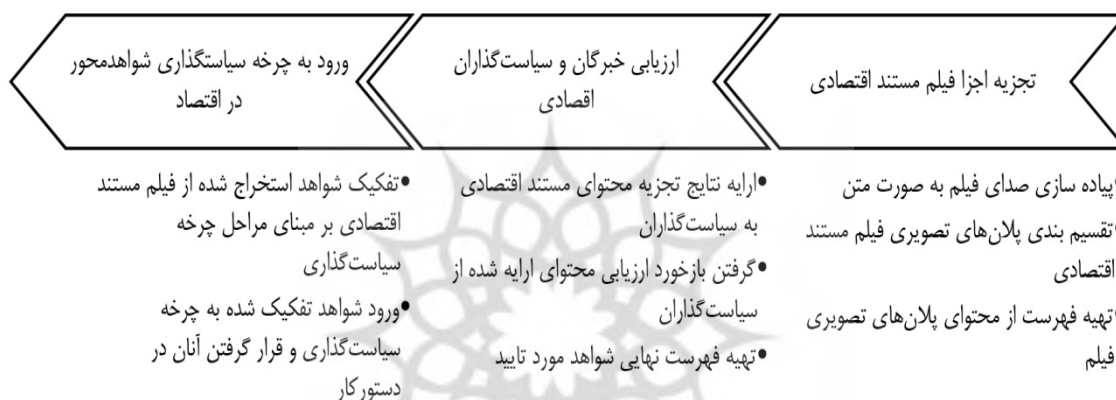 تجزیه اجزا فیلم مستند اقتصادی
•پیاده سازی صدای فیلم به صورت متن
•تقسیم بندی پلان‌های تصویری فیلم مستند
اقتصادی
•تهیه فهرست از محتوای پلان‌های تصویری
فیلم
ارزیابی خبرگان و سیاست‌گذاران
اقصادی
•ارایه نتایج تجزیه محتوای مستند اقتصادی
به سیاست‌گذاران
•گرفتن بازخورد ارزیابی محتوای ارایه شده از
سیاست‌گذاران
•تهیه فهرست نهایی شواهد مورد تایید
ورود به چرخه سیاستگذاری شواهدمحور
در اقتصاد
•تفکیک شواهد استخراج شده از فیلم مستند
اقتصادی بر مبنای مراحل چرخه
سیاست‌گذاری
•ورود شواهد تفکیک شده به چرخه
سیاست‌گذاری و قرار گرفتن آنان در
دستورکار